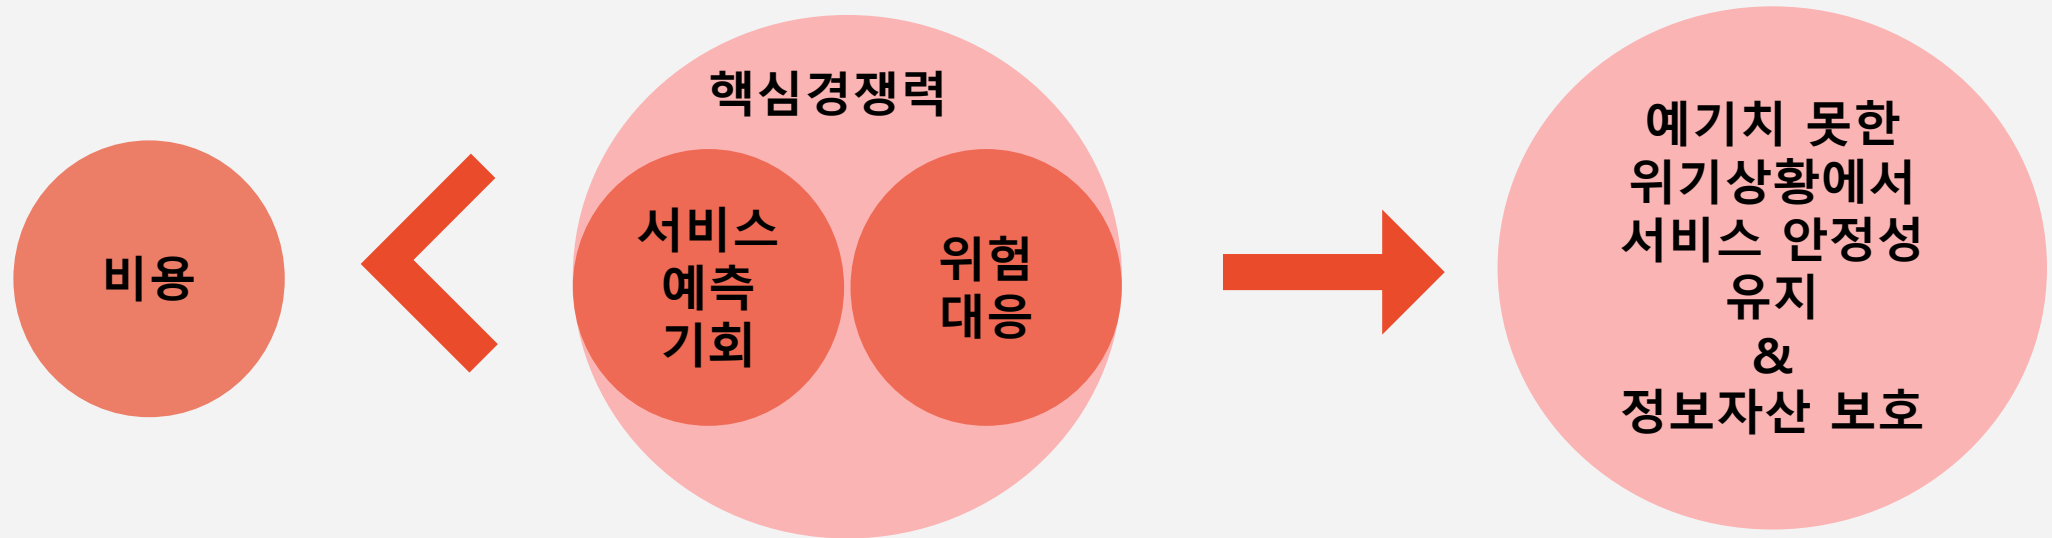 비용
핵심경쟁력
서비스
예측
기회
위험
대응
예기치 못한
위기상황에서
서비스 안정성
유지
&
정보자산 보호